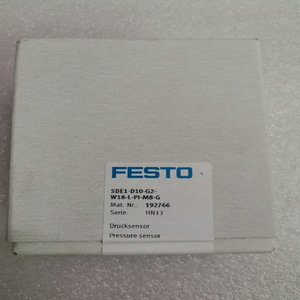 FESTO
SDE1-D10-G2-
W18-L-PI-M8-G
Mat.-Nr.: 192766
Serie: HN13
Drucksensor
Pressure sensor